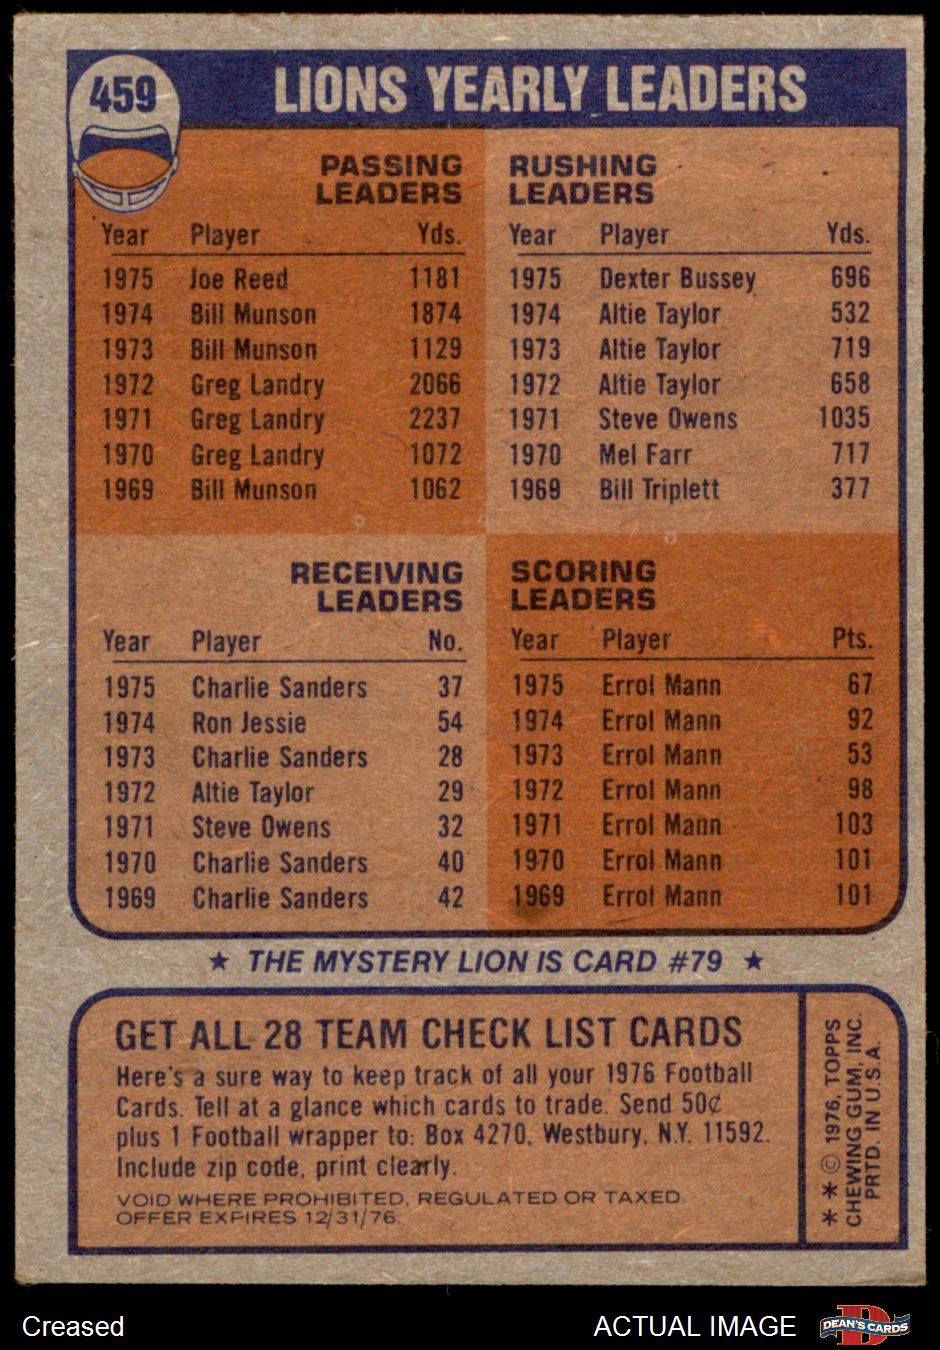 459
LIONS YEARLY LEADERS
PASSING
LEADERS
Year Player Yds.
1975 Joe Reed 1181
1974 Bill Munson 1874
1973 Bill Munson 1129
1972 Greg Landry 2066
1971 Greg Landry 2237
1970 Greg Landry 1072
1969 Bill Munson 1062
RUSHING
LEADERS
Year Player Yds.
1975 Dexter Bussey 696
1974 Altie Taylor 532
1973 Altie Taylor 719
1972 Altie Taylor 658
1971 Steve Owens 1035
1970 Mel Farr 717
1969 Bill Triplett 377
RECEIVING
LEADERS
Year Player No.
1975 Charlie Sanders 37
1974 Ron Jessie 54
1973 Charlie Sanders 28
1972 Altie Taylor 29
1971 Steve Owens 32
1970 Charlie Sanders 40
1969 Charlie Sanders 42
SCORING
LEADERS
Year Player Pts.
1975 Errol Mann 67
1974 Errol Mann 92
1973 Errol Mann 53
1972 Errol Mann 98
1971 Errol Mann 103
1970 Errol Mann 101
1969 Errol Mann 101
★ THE MYSTERY LION IS CARD #79 ★
GET ALL 28 TEAM CHECK LIST CARDS
Here's a sure way to keep track of all your 1976 Football
Cards. Tell at a glance which cards to trade. Send 50¢
plus 1 Football wrapper to: Box 4270, Westbury, N.Y. 11592.
Include zip code, print clearly.
VOID WHERE PROHIBITED, REGULATED OR TAXED.
OFFER EXPIRES 12/31/76.
* * © 1976, TOPPS
CHEWING GUM, INC.
PRTD. IN U.S.A.
Creased
ACTUAL IMAGE
D
DEAN'S CARDS